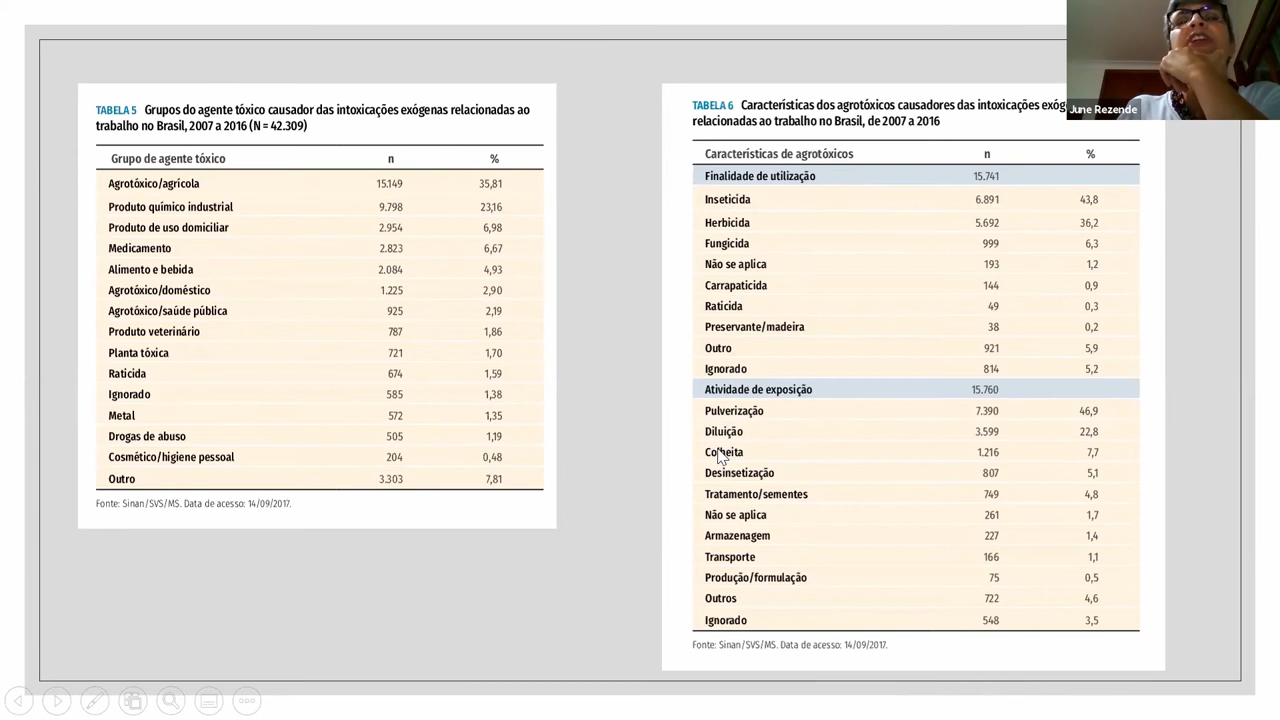 TABELA 5 Grupos do agente tóxico causador das intoxicações exógenas relacionadas ao
trabalho no Brasil, 2007 a 2016 (N = 42.309)
Grupo de agente tóxico n %
Agrotóxico/agrícola 15.149 35,81
Produto químico industrial 9.798 23,16
Produto de uso domiciliar 2.954 6,98
Medicamento 2.823 6,67
Alimento e bebida 2.084 4,93
Agrotóxico/doméstico 1.225 2,90
Agrotóxico/saúde pública 925 2,19
Produto veterinário 787 1,86
Planta tóxica 721 1,70
Raticida 674 1,59
Ignorado 585 1,38
Metal 572 1,35
Drogas de abuso 505 1,19
Cosmético/higiene pessoal 204 0,48
Outro 3.303 7,81
Fonte: Sinan/SVS/MS. Data de acesso: 14/09/2017.
TABELA 6 Características dos agrotóxicos causadores das intoxicações
relacionadas ao trabalho no Brasil, de 2007 a 2016
Características de agrotóxicos n %
Finalidade de utilização 15.741
Inseticida 6.891 43,8
Herbicida 5.692 36,2
Fungicida 999 6,3
Não se aplica 193 1,2
Carrapaticida 144 0,9
Raticida 49 0,3
Preservante/madeira 38 0,2
Outro 921 5,9
Ignorado 814 5,2
Atividade de exposição 15.760
Pulverização 7.390 46,9
Diluição 3.599 22,8
Colheita 1.216 7,7
Desinsetização 807 5,1
Tratamento/sementes 749 4,8
Não se aplica 261 1,7
Armazenagem 227 1,4
Transporte 166 1,1
Produção/formulação 75 0,5
Outros 722 4,6
Ignorado 548 3,5
Fonte: Sinan/SVS/MS. Data de acesso: 14/09/2017.
June Rezende